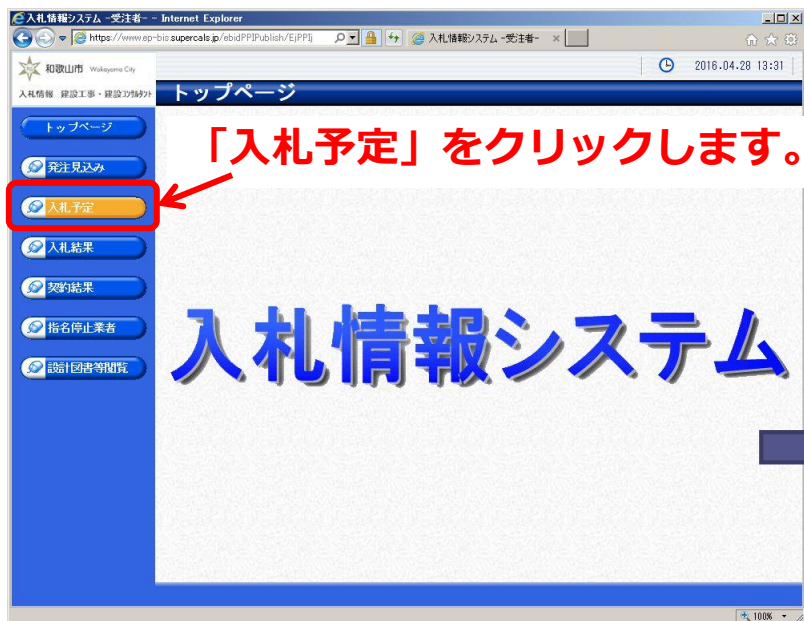 入札情報システム -受注者- - Internet Explorer
https://www.ep-bis.supercals.jp/ebidPPIPublish/EjPPIj
入札情報システム -受注者-
和歌山市 Wakayama City
2016.04.28 13:31
入札情報 建設工事・建設コンサルタント
トップページ
トップページ
「入札予定」をクリックします。
発注見込み
入札予定
入札結果
契約結果
指名停止業者
設計図書等閲覧
入札情報システム
100%